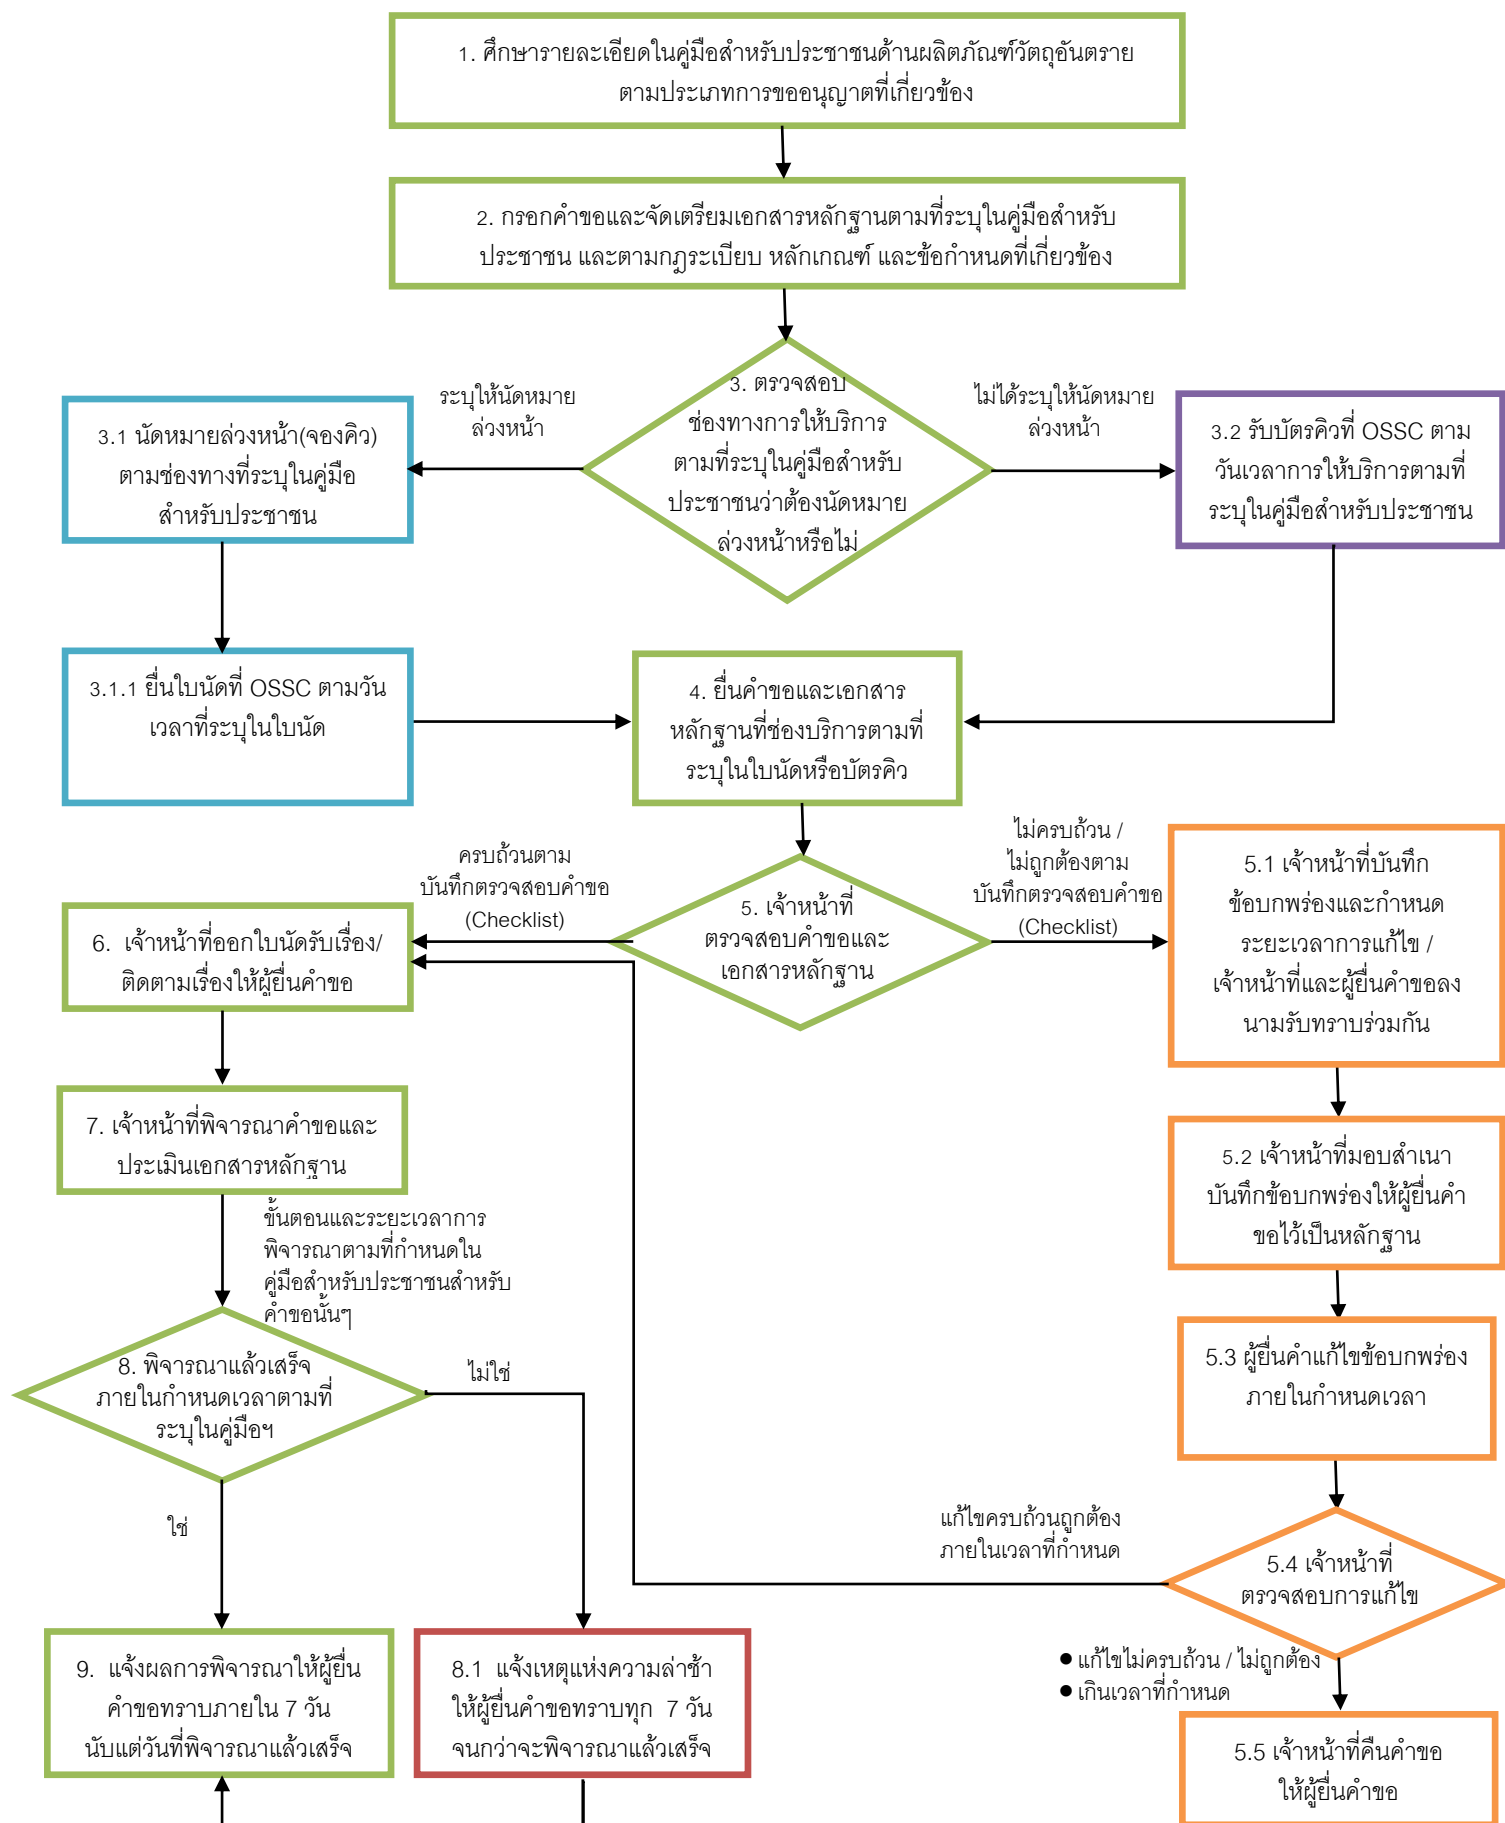 1. ศึกษารายละเอียดในคู่มือสำหรับประชาชนด้านผลิตภัณฑ์วัตถุอันตราย
ตามประเภทการขออนุญาตที่เกี่ยวข้อง
2. กรอกคำขอและจัดเตรียมเอกสารหลักฐานตามที่ระบุในคู่มือสำหรับ
ประชาชน และตามกฎระเบียบ หลักเกณฑ์ และข้อกำหนดที่เกี่ยวข้อง
ระบุให้นัดหมาย
ล่วงหน้า
3. ตรวจสอบ
ช่องทางการให้บริการ
ตามที่ระบุในคู่มือสำหรับ
ประชาชนว่าต้องนัดหมาย
ล่วงหน้าหรือไม่
ไม่ได้ระบุให้นัดหมาย
ล่วงหน้า
3.1 นัดหมายล่วงหน้า(จองคิว)
ตามช่องทางที่ระบุในคู่มือ
สำหรับประชาชน
3.2 รับบัตรคิวที่ OSSC ตาม
วันเวลาการให้บริการตามที่
ระบุในคู่มือสำหรับประชาชน
3.1.1 ยื่นใบนัดที่ OSSC ตามวัน
เวลาที่ระบุในใบนัด
4. ยื่นคำขอและเอกสาร
หลักฐานที่ช่องบริการตามที่
ระบุในใบนัดหรือบัตรคิว
ครบถ้วนตาม
บันทึกตรวจสอบคำขอ
(Checklist)
5. เจ้าหน้าที่
ตรวจสอบคำขอและ
เอกสารหลักฐาน
ไม่ครบถ้วน /
ไม่ถูกต้องตาม
บันทึกตรวจสอบคำขอ
(Checklist)
5.1 เจ้าหน้าที่บันทึก
ข้อบกพร่องและกำหนด
ระยะเวลาการแก้ไข /
เจ้าหน้าที่และผู้ยื่นคำขอลง
นามรับทราบร่วมกัน
6. เจ้าหน้าที่ออกใบนัดรับเรื่อง/
ติดตามเรื่องให้ผู้ยื่นคำขอ
7. เจ้าหน้าที่พิจารณาคำขอและ
ประเมินเอกสารหลักฐาน
5.2 เจ้าหน้าที่มอบสำเนา
บันทึกข้อบกพร่องให้ผู้ยื่นคำ
ขอไว้เป็นหลักฐาน
ขั้นตอนและระยะเวลาการ
พิจารณาตามที่กำหนดใน
คู่มือสำหรับประชาชนสำหรับ
คำขอนั้นๆ
8. พิจารณาแล้วเสร็จ
ภายในกำหนดเวลาตามที่
ระบุในคู่มือฯ
ไม่ใช่
5.3 ผู้ยื่นคำแก้ไขข้อบกพร่อง
ภายในกำหนดเวลา
ใช่
แก้ไขครบถ้วนถูกต้อง
ภายในเวลาที่กำหนด
5.4 เจ้าหน้าที่
ตรวจสอบการแก้ไข
9. แจ้งผลการพิจารณาให้ผู้ยื่น
คำขอทราบภายใน 7 วัน
นับแต่วันที่พิจารณาแล้วเสร็จ
8.1 แจ้งเหตุแห่งความล่าช้า
ให้ผู้ยื่นคำขอทราบทุก 7 วัน
จนกว่าจะพิจารณาแล้วเสร็จ
● แก้ไขไม่ครบถ้วน / ไม่ถูกต้อง
● เกินเวลาที่กำหนด
5.5 เจ้าหน้าที่คืนคำขอ
ให้ผู้ยื่นคำขอ